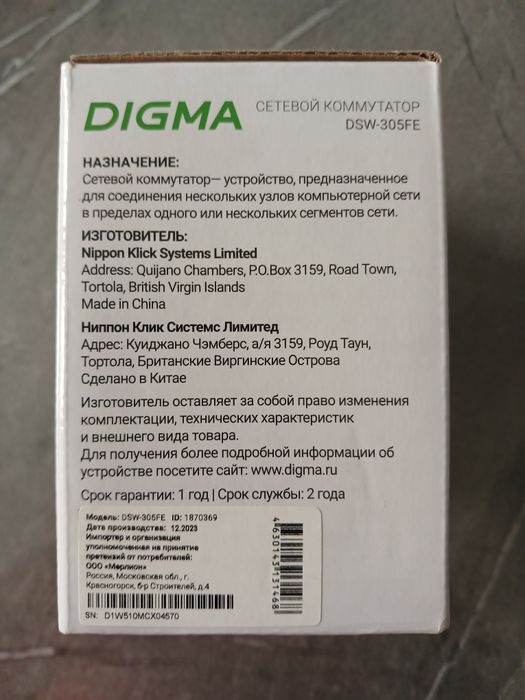 DIGMA
СЕТЕВОЙ КОММУТАТОР
DSW-305FE
НАЗНАЧЕНИЕ:
Сетевой коммутатор— устройство, предназначенное
для соединения нескольких узлов компьютерной сети
в пределах одного или нескольких сегментов сети.
ИЗГОТОВИТЕЛЬ:
Nippon Klick Systems Limited
Address: Quijano Chambers, P.O.Box 3159, Road Town,
Tortola, British Virgin Islands
Made in China
Ниппон Клик Системс Лимитед
Адрес: Куиджано Чэмберс, а/я 3159, Роуд Таун,
Тортола, Британские Виргинские Острова
Сделано в Китае
Изготовитель оставляет за собой право изменения
комплектации, технических характеристик
и внешнего вида товара.
Для получения более подробной информации об
устройстве посетите сайт: www.digma.ru
Срок гарантии: 1 год | Срок службы: 2 года
Модель: DSW-305FE ID: 1870369
Дата производства: 12.2023
Импортер и организация
уполномоченная на принятие
претензий от потребителей:
ООО «Мерлион»
Россия, Московская обл., г.
Красногорск, б-р Строителей, д.4
SN: D1W510MCX04570
4630143131468